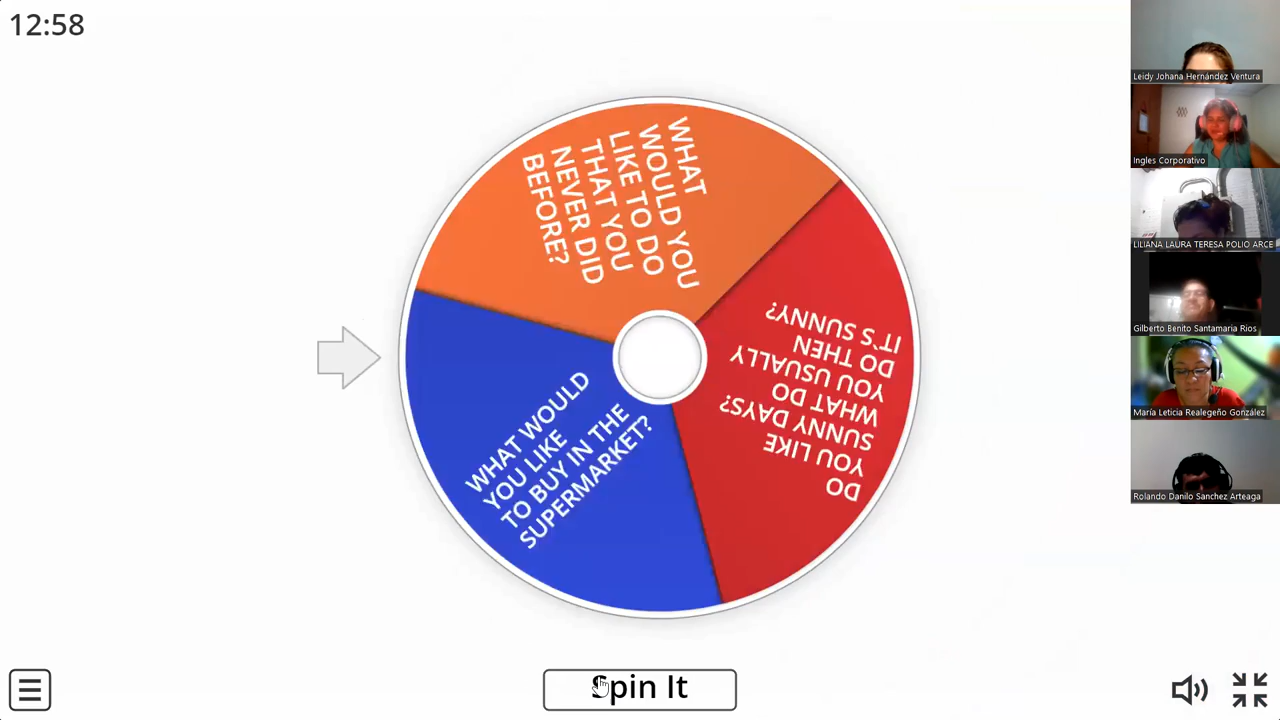 12:58
WHAT
WOULD YOU
LIKE TO DO
THAT YOU
NEVER DID
BEFORE?
DO
YOU LIKE
SUNNY DAYS?
WHAT DO
YOU USUALLY
DO THEN
IT`S SUNNY?
WHAT WOULD
YOU LIKE
TO BUY IN THE
SUPERMARKET?
Spin It
Leidy Johana Hernández Ventura
Ingles Corporativo
LILIANA LAURA TERESA POLIO ARCE
Gilberto Benito Santamaria Rios
María Leticia Realegeño González
Rolando Danilo Sanchez Arteaga